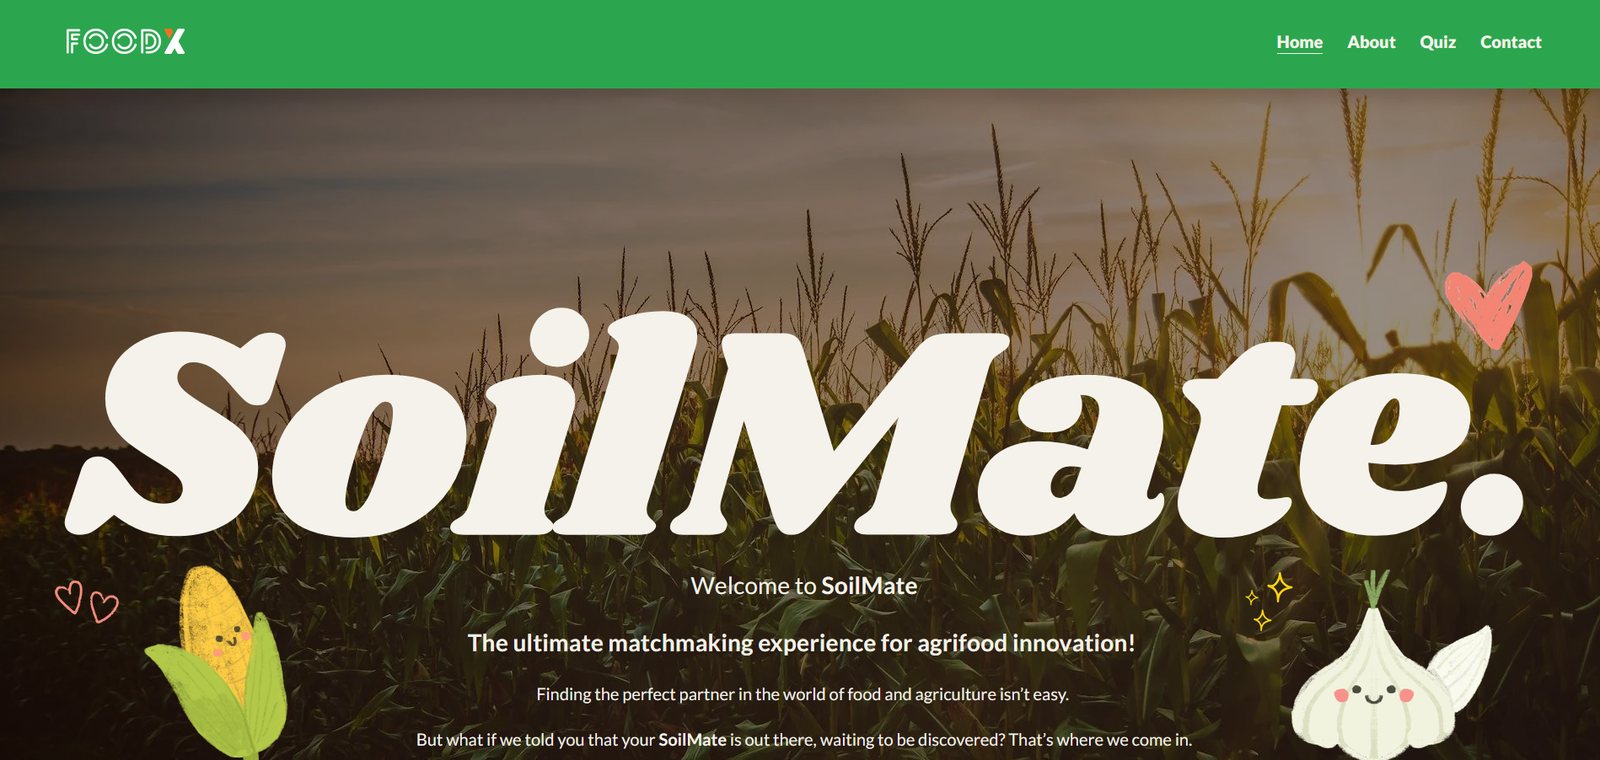 FOODX
Home About Quiz Contact
SoilMate.
Welcome to SoilMate
The ultimate matchmaking experience for agrifood innovation!
Finding the perfect partner in the world of food and agriculture isn’t easy.
But what if we told you that your SoilMate is out there, waiting to be discovered? That’s where we come in.